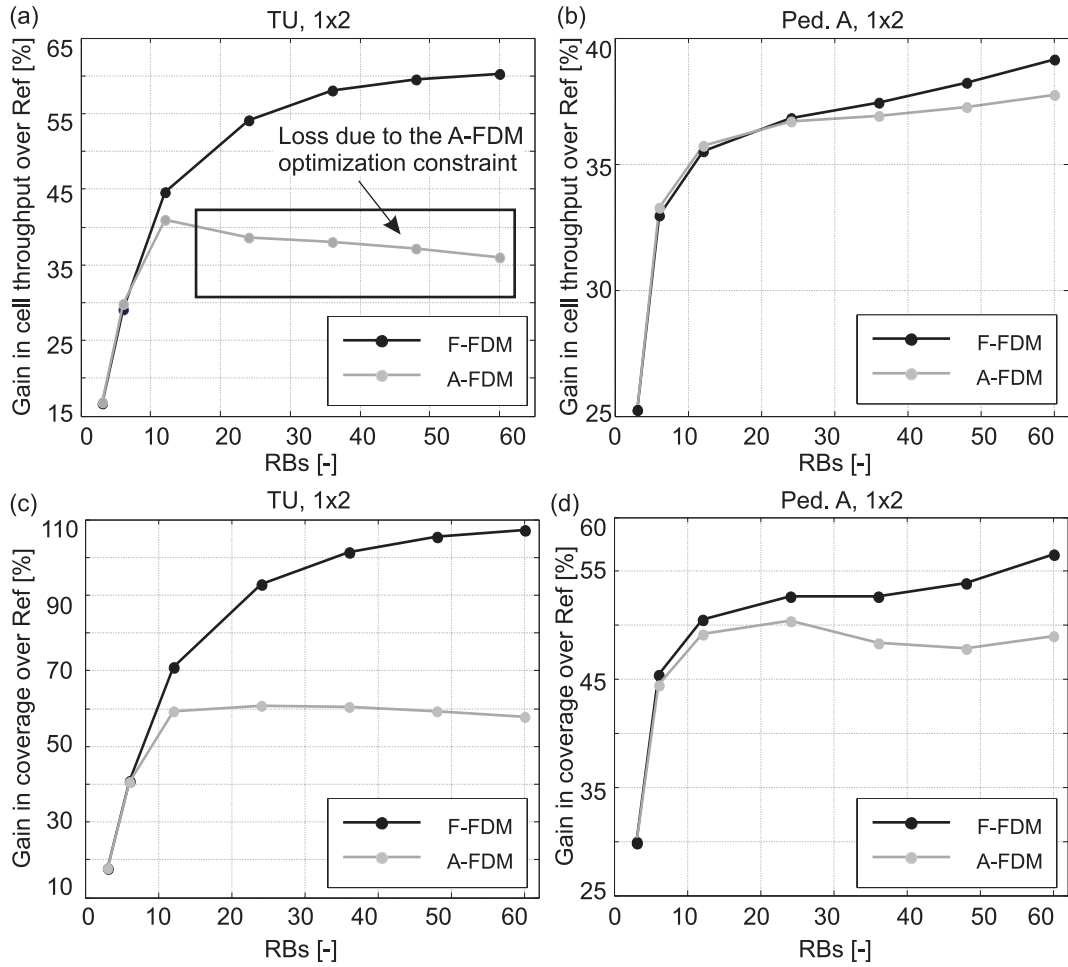 (a)
TU, 1x2
Gain in cell throughput over Ref [%]
65
55
45
35
25
15
Loss due to the A-FDM
optimization constraint
F-FDM
A-FDM
0 10 20 30 40 50 60
RBs [-]
(b)
Ped. A, 1x2
Gain in cell throughput over Ref [%]
40
35
30
25
F-FDM
A-FDM
0 10 20 30 40 50 60
RBs [-]
(c)
TU, 1x2
Gain in coverage over Ref [%]
110
90
70
50
30
10
F-FDM
A-FDM
0 10 20 30 40 50 60
RBs [-]
(d)
Ped. A, 1x2
Gain in coverage over Ref [%]
60
55
45
35
25
F-FDM
A-FDM
0 10 20 30 40 50 60
RBs [-]